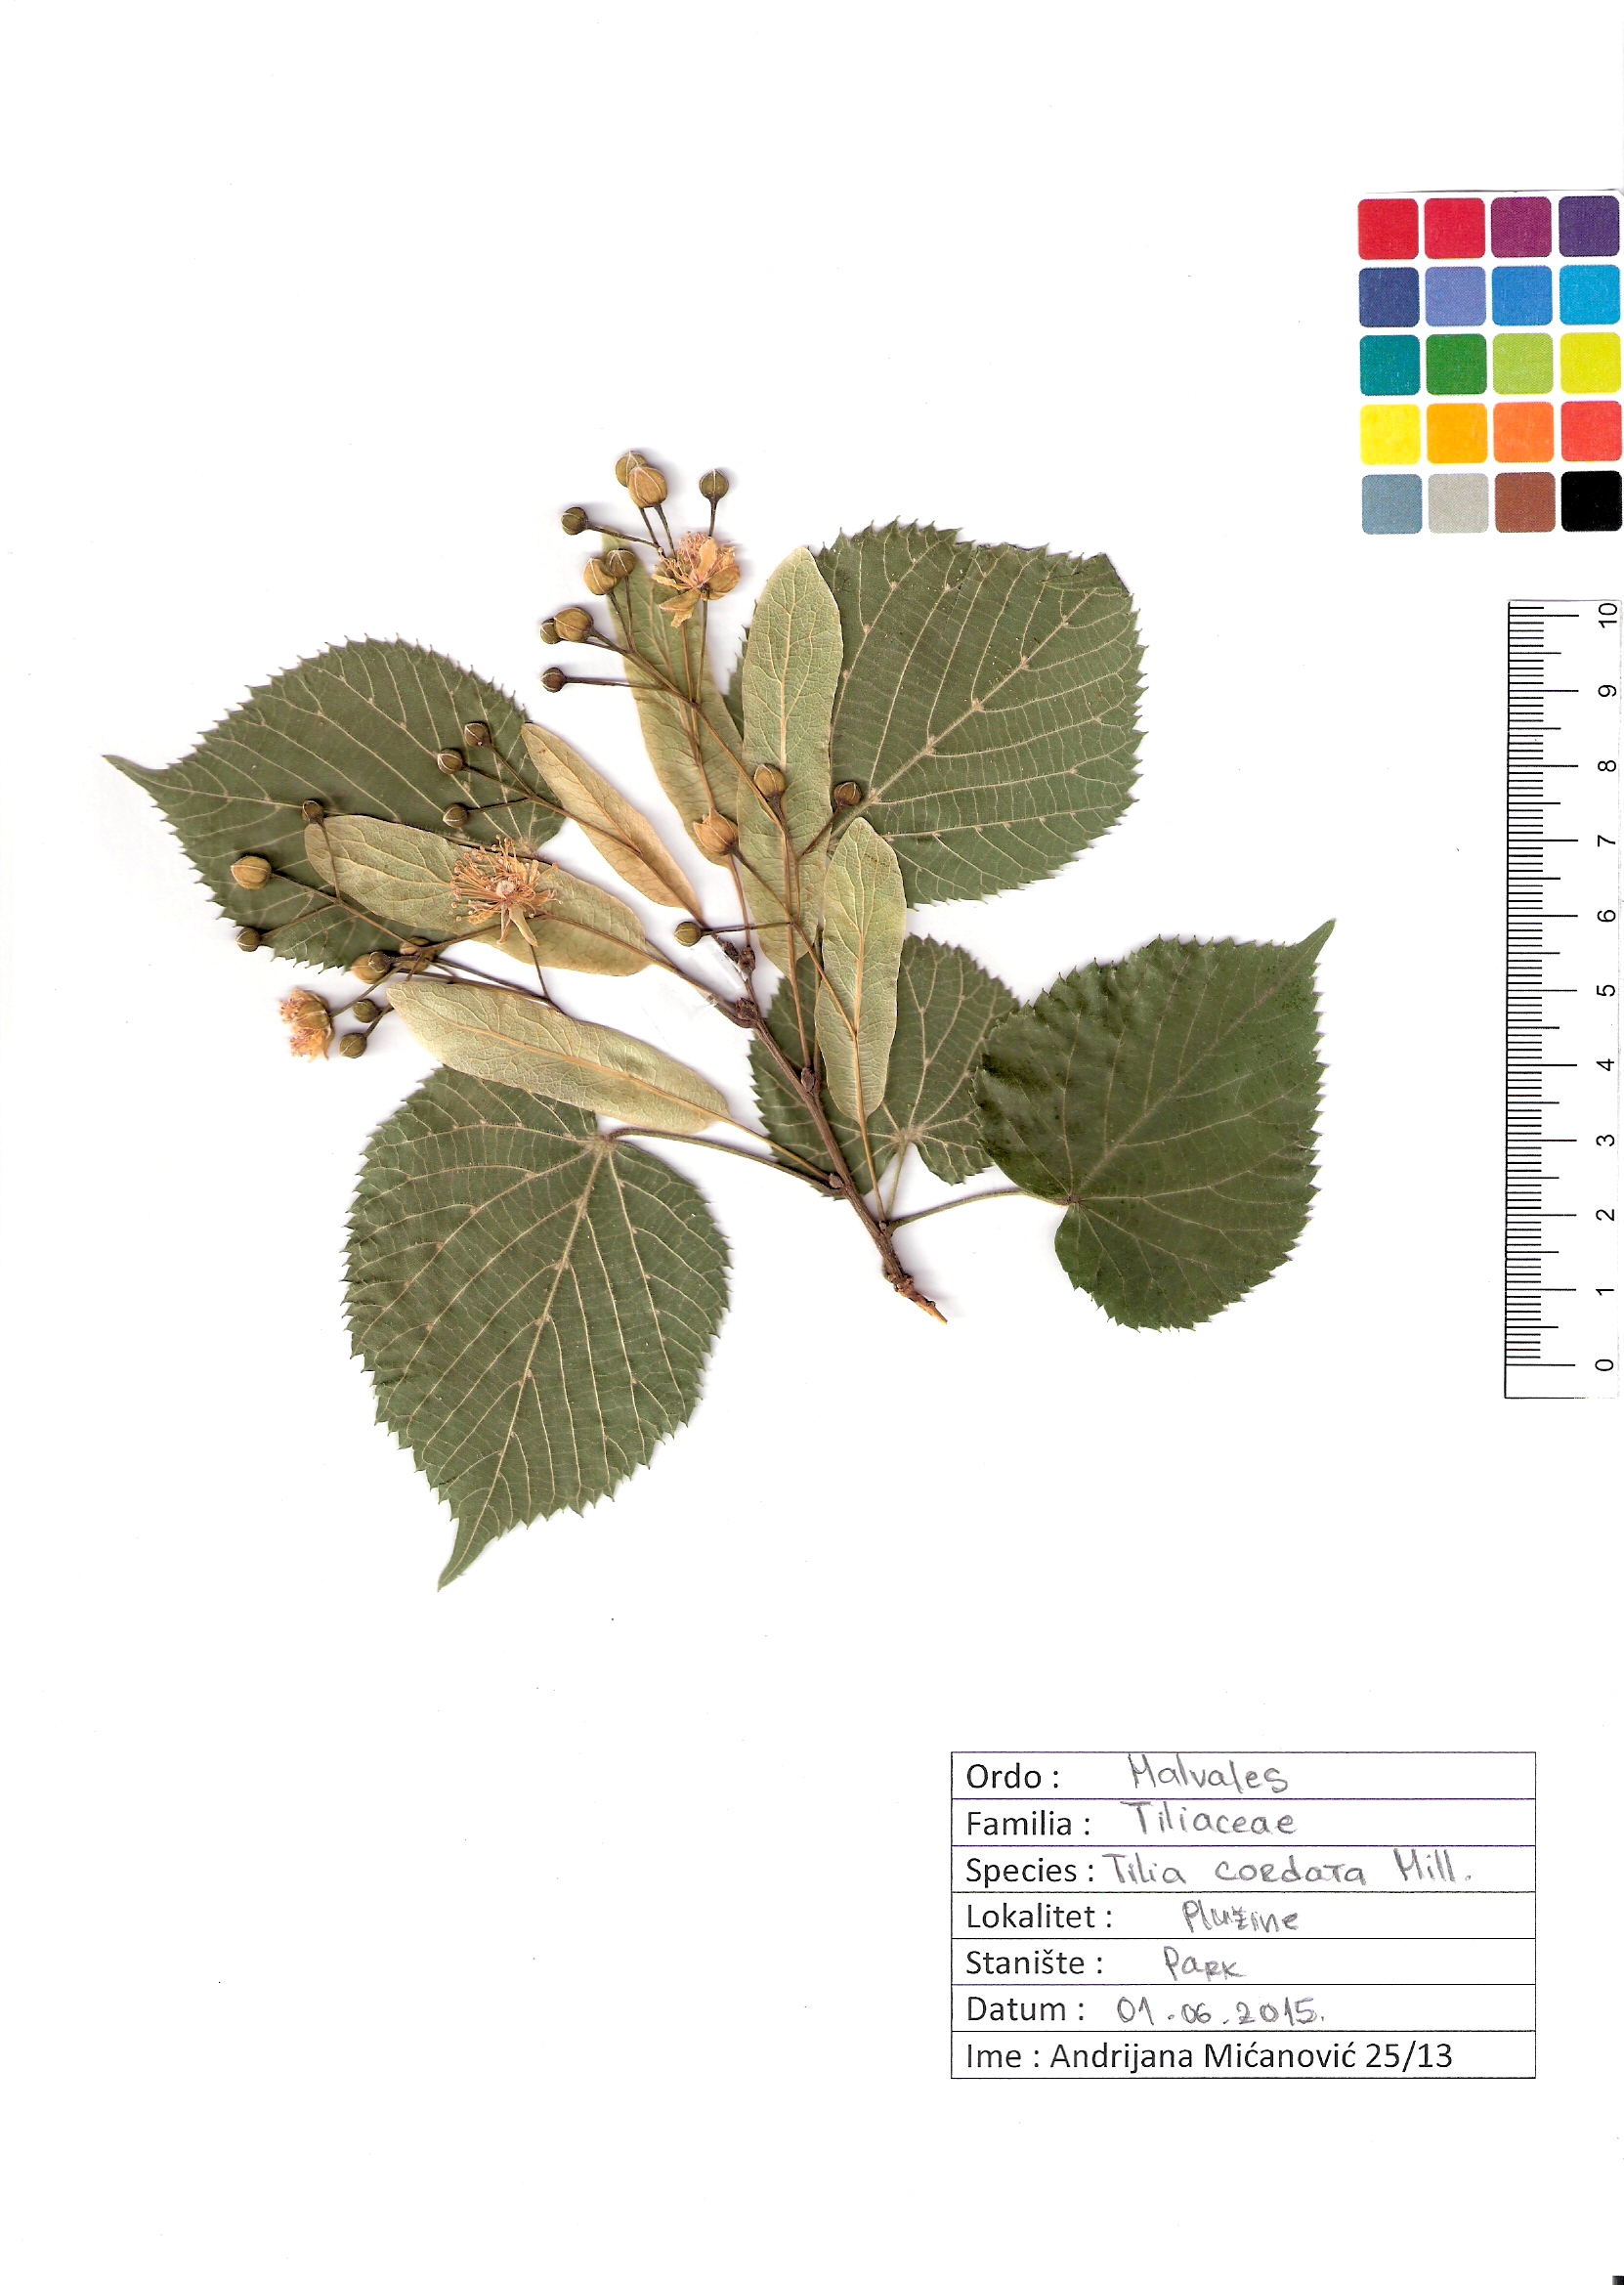 10
9
8
7
6
5
4
3
2
1
0
Ordo : Malvales
Familia : Tiliaceae
Species : Tilia cordata Mill.
Lokalitet : Plužine
Stanište : Park
Datum : 01.06.2015.
Ime : Andrijana Mićanović 25/13